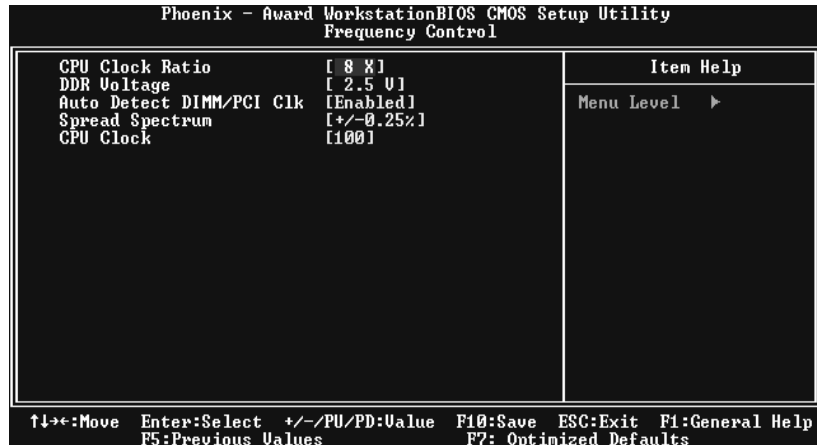 Phoenix - Award WorkstationBIOS CMOS Setup Utility
Frequency Control
CPU Clock Ratio [ 8 X]
DDR Voltage [ 2.5 V]
Auto Detect DIMM/PCI Clk [Enabled]
Spread Spectrum [+/-0.25%]
CPU Clock [100]
Item Help
Menu Level ►
↑↓→←:Move Enter:Select +/-/PU/PD:Value F10:Save ESC:Exit F1:General Help
F5:Previous Values F7: Optimized Defaults